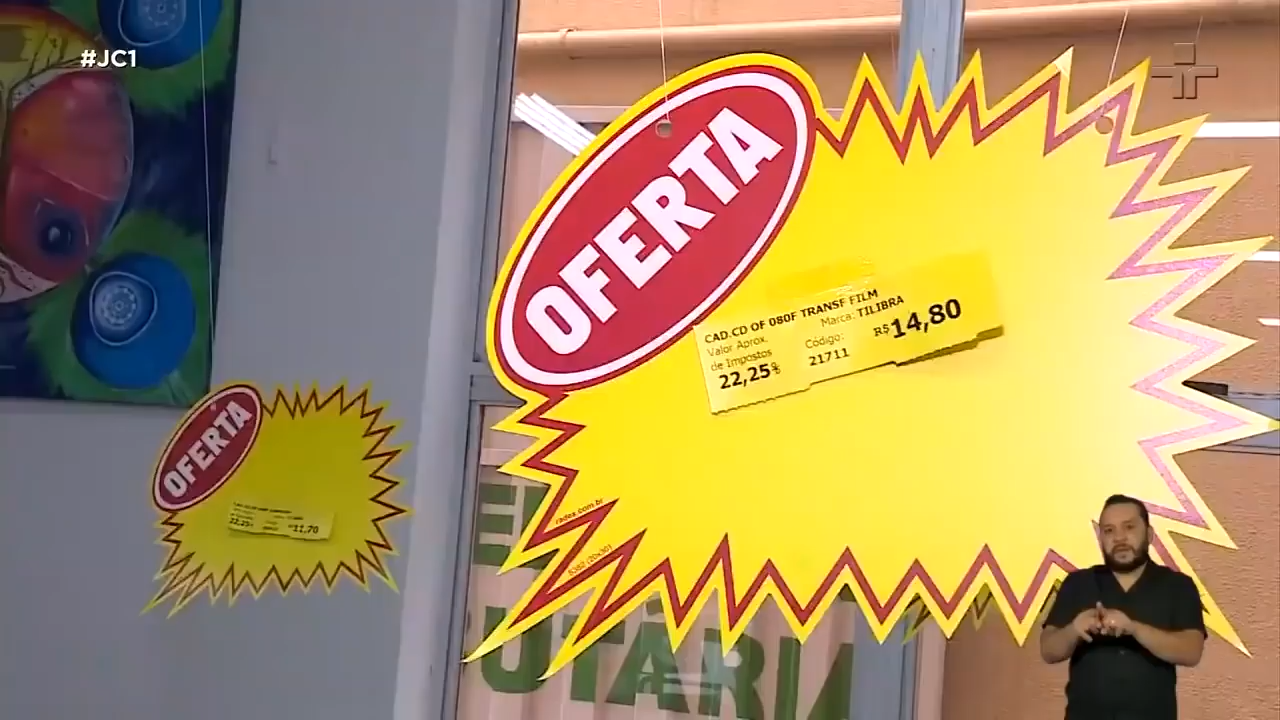 #JC1
OFERTA
CAD.CD OF 080F TRANSF FILM
Valor Aprox. Marca: TILIBRA
de Impostos Código: R$14,80
22,25% 21711
radex.com.br
OFERTA
22,25%
11,70
UTÁRI